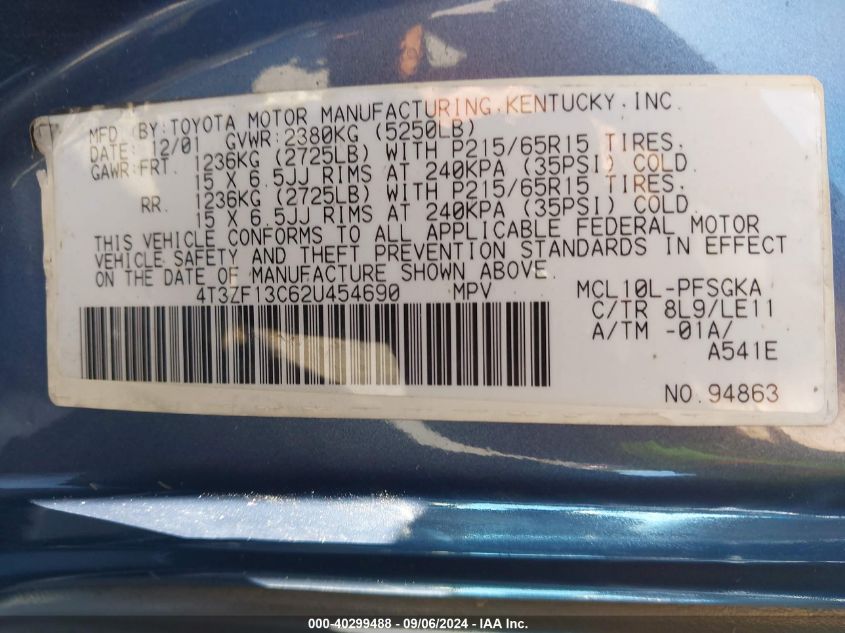 MFD. BY: TOYOTA MOTOR MANUFACTURING, KENTUCKY, INC.
DATE: 12/01 GVWR: 2380KG (5250LB)
GAWR: FRT. 1236KG (2725LB) WITH P215/65R15 TIRES.
15 X 6.5JJ RIMS AT 240KPA (35PSI) COLD
RR. 1236KG (2725LB) WITH P215/65R15 TIRES.
15 X 6.5JJ RIMS AT 240KPA (35PSI) COLD
THIS VEHICLE CONFORMS TO ALL APPLICABLE FEDERAL MOTOR
VEHICLE SAFETY AND THEFT PREVENTION STANDARDS IN EFFECT
ON THE DATE OF MANUFACTURE SHOWN ABOVE.
4T3ZF13C62U454690 MPV MCL10L-PFSGKA
C/TR 8L9/LE11
A/TM -01A/
A541E
NO. 94863
000-40299488 - 09/06/2024 - IAA Inc.